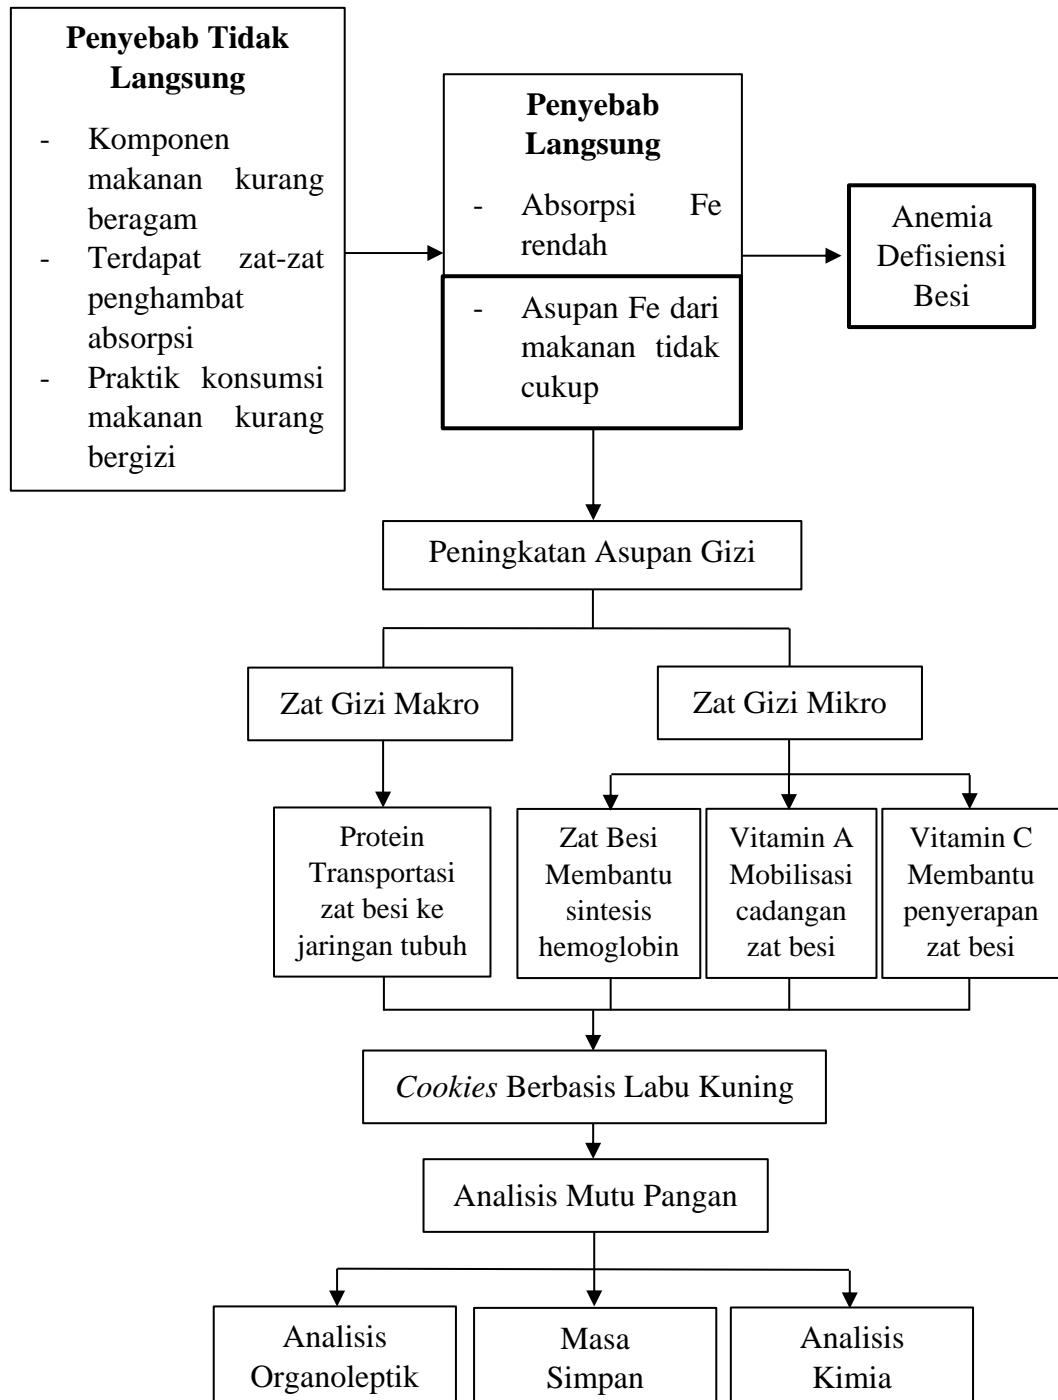 Penyebab Tidak
Langsung
- Komponen
makanan kurang
beragam
- Terdapat zat-zat
penghambat
absorpsi
- Praktik konsumsi
makanan kurang
bergizi
Penyebab
Langsung
- Absorpsi Fe
rendah
- Asupan Fe dari
makanan tidak
cukup
Anemia
Defisiensi
Besi
Peningkatan Asupan Gizi
Zat Gizi Makro
Zat Gizi Mikro
Protein
Transportasi
zat besi ke
jaringan tubuh
Zat Besi
Membantu
sintesis
hemoglobin
Vitamin A
Mobilisasi
cadangan
zat besi
Vitamin C
Membantu
penyerapan
zat besi
Cookies Berbasis Labu Kuning
Analisis Mutu Pangan
Analisis
Organoleptik
Masa
Simpan
Analisis
Kimia